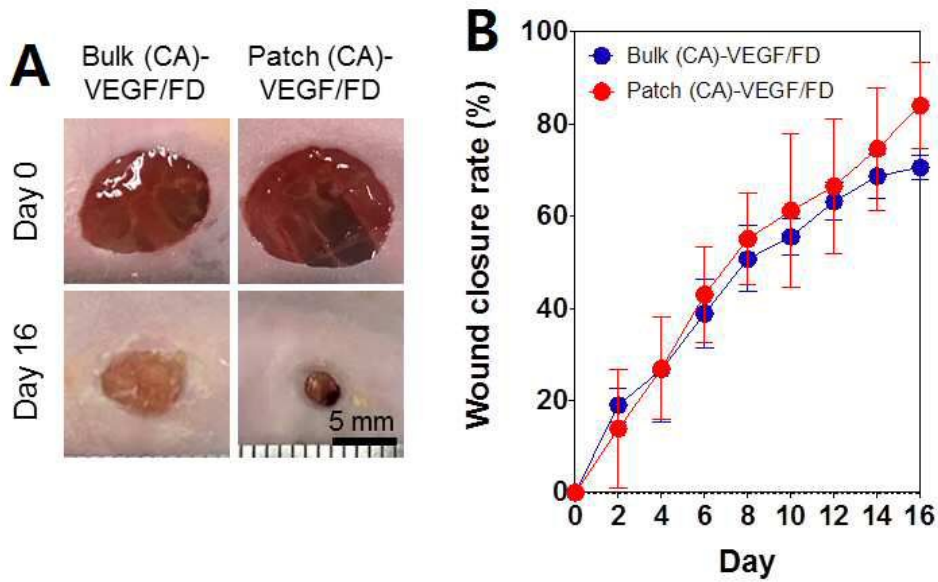 A
Bulk (CA)-
VEGF/FD
Patch (CA)-
VEGF/FD
Day 0
Day 16
5 mm
B
Wound closure rate (%)
100
80
60
40
20
0
Bulk (CA)-VEGF/FD
Patch (CA)-VEGF/FD
0 2 4 6 8 10 12 14 16
Day